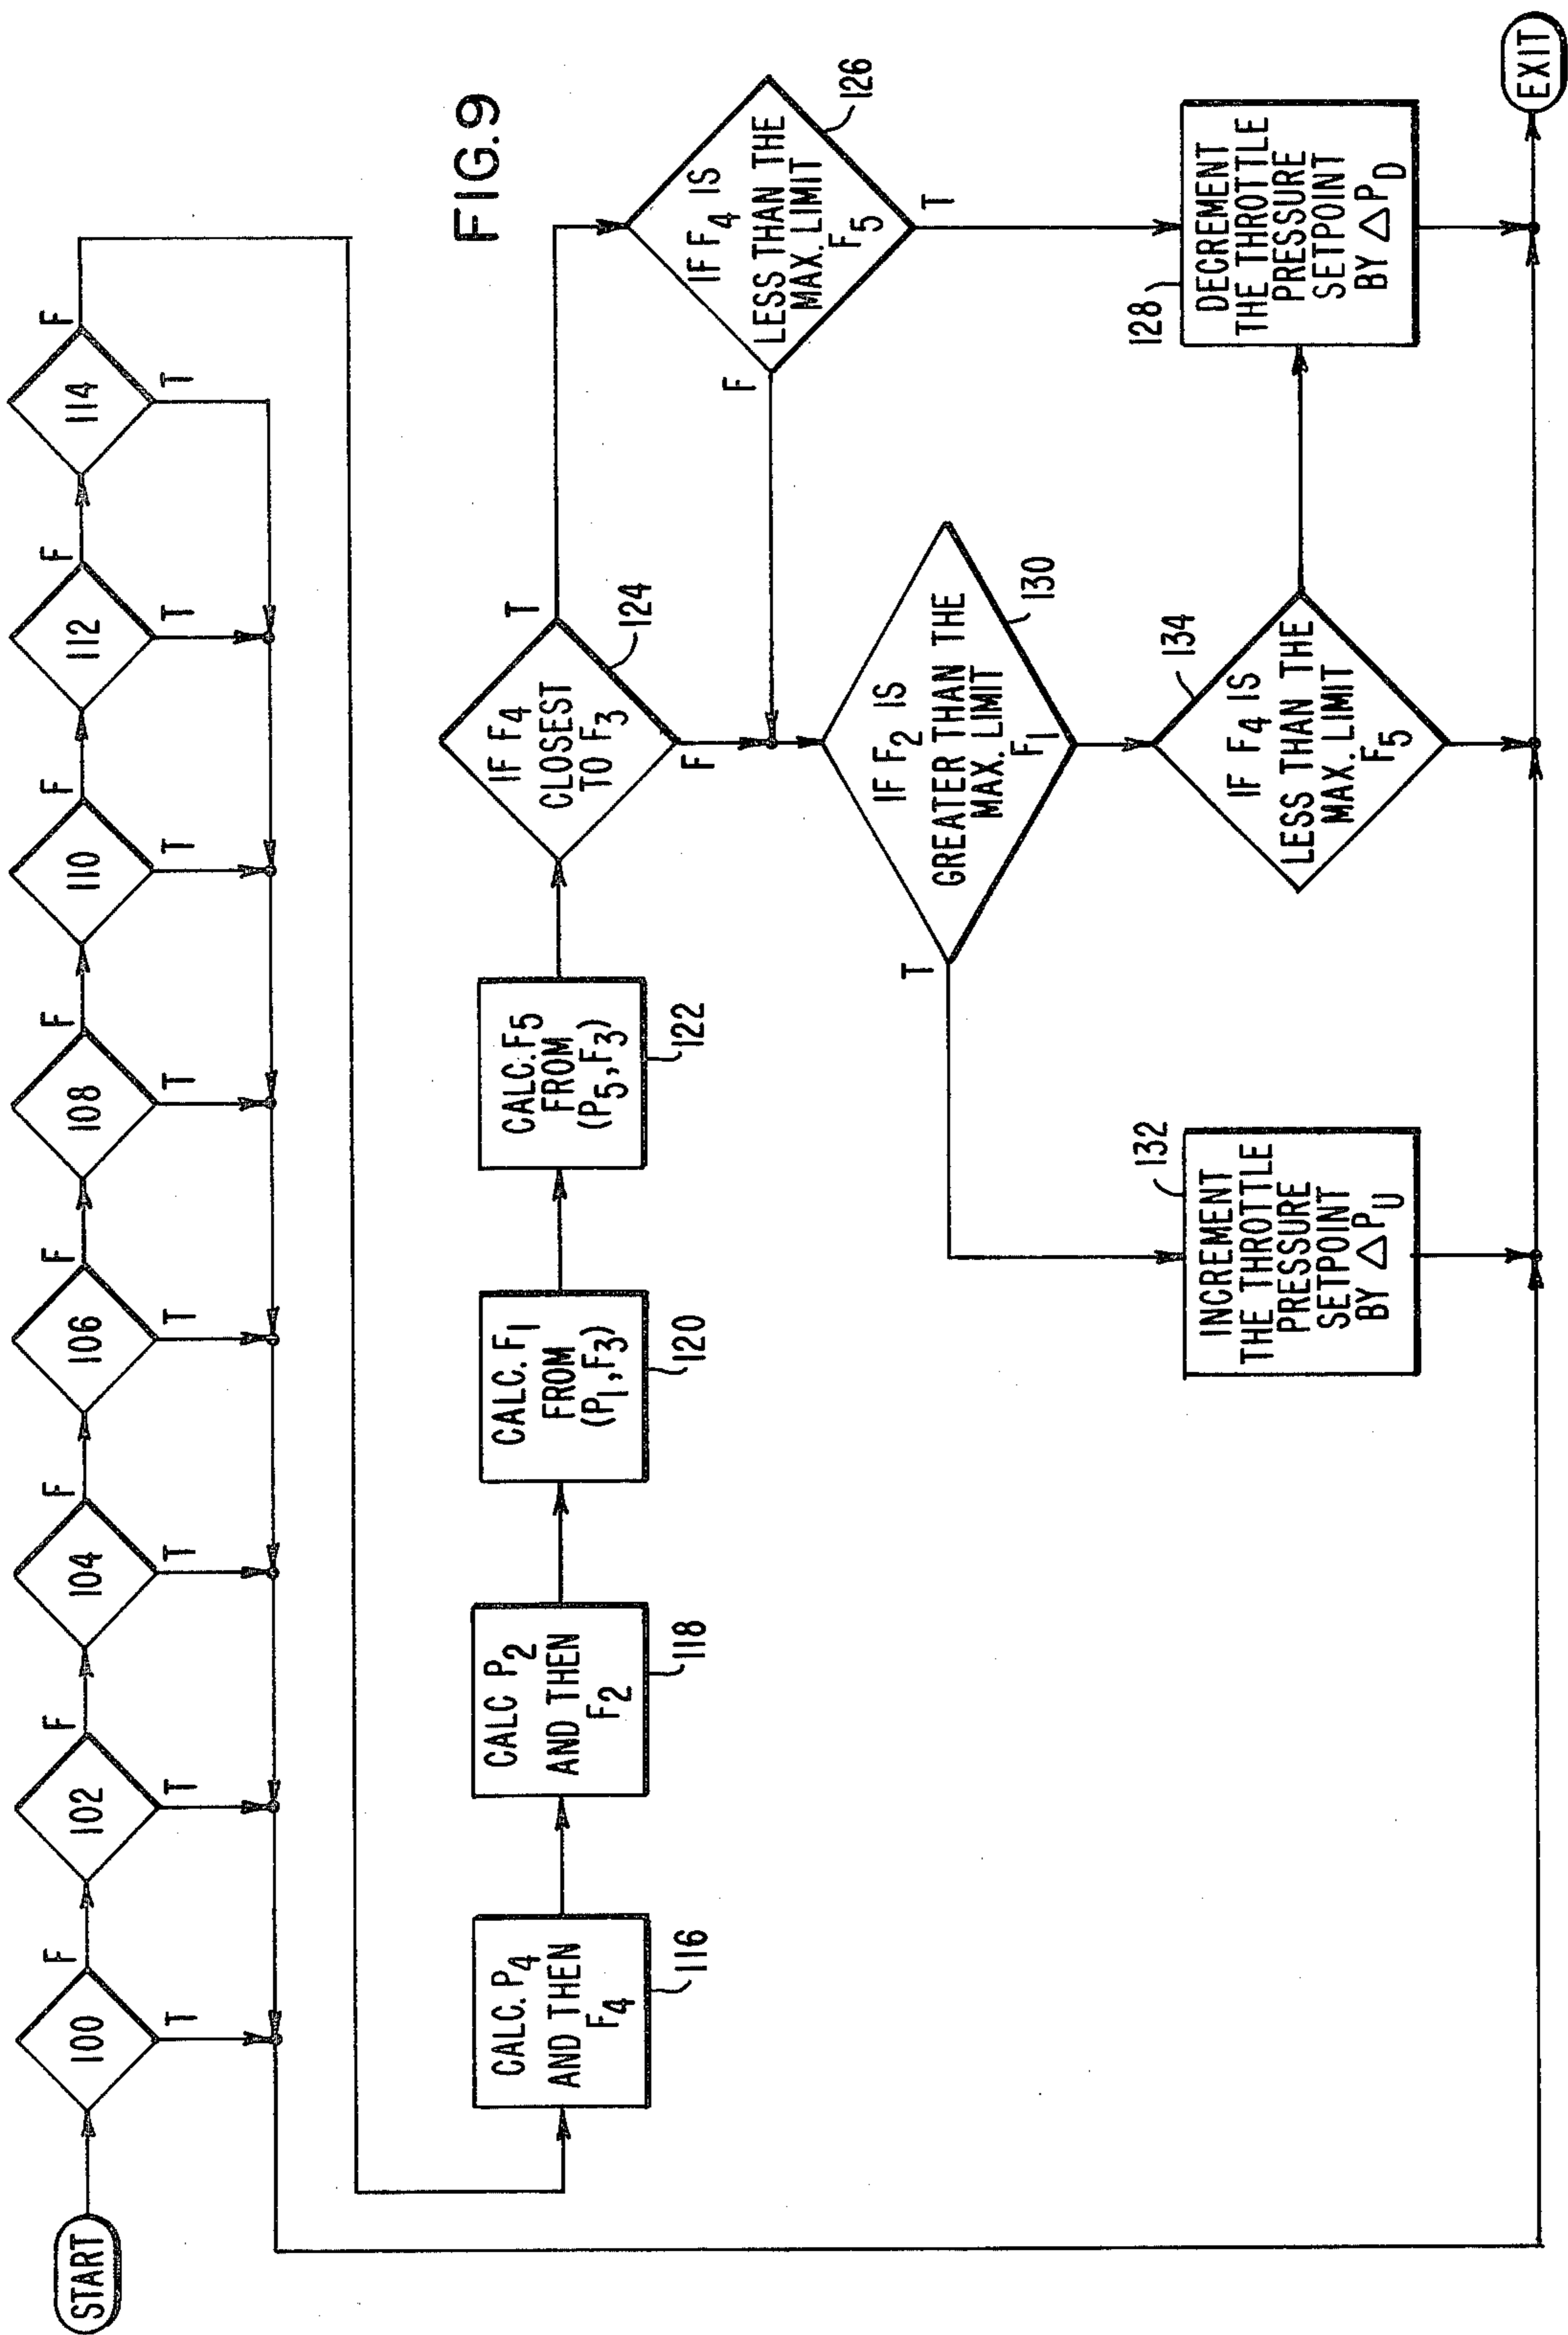 FIG.9
START
100
F
T
102
F
T
104
F
T
106
F
T
108
F
T
110
F
T
112
F
T
114
F
T
CALC. P4
AND THEN
F4
116
CALC P2
AND THEN
F2
118
CALC. F1
FROM
(P1,F3)
120
CALC. F5
FROM
(P5,F3)
122
IF F4
CLOSEST
TO F3
124
T
F
IF F4 IS
LESS THAN THE
MAX. LIMIT
F5
126
F
T
IF F2 IS
GREATER THAN THE
MAX. LIMIT
F1
130
T
IF F4 IS
LESS THAN THE
MAX. LIMIT
F5
134
128
DECREMENT
THE THROTTLE
PRESSURE
SETPOINT
BY △PD
132
INCREMENT
THE THROTTLE
PRESSURE
SETPOINT
BY △PU
EXIT